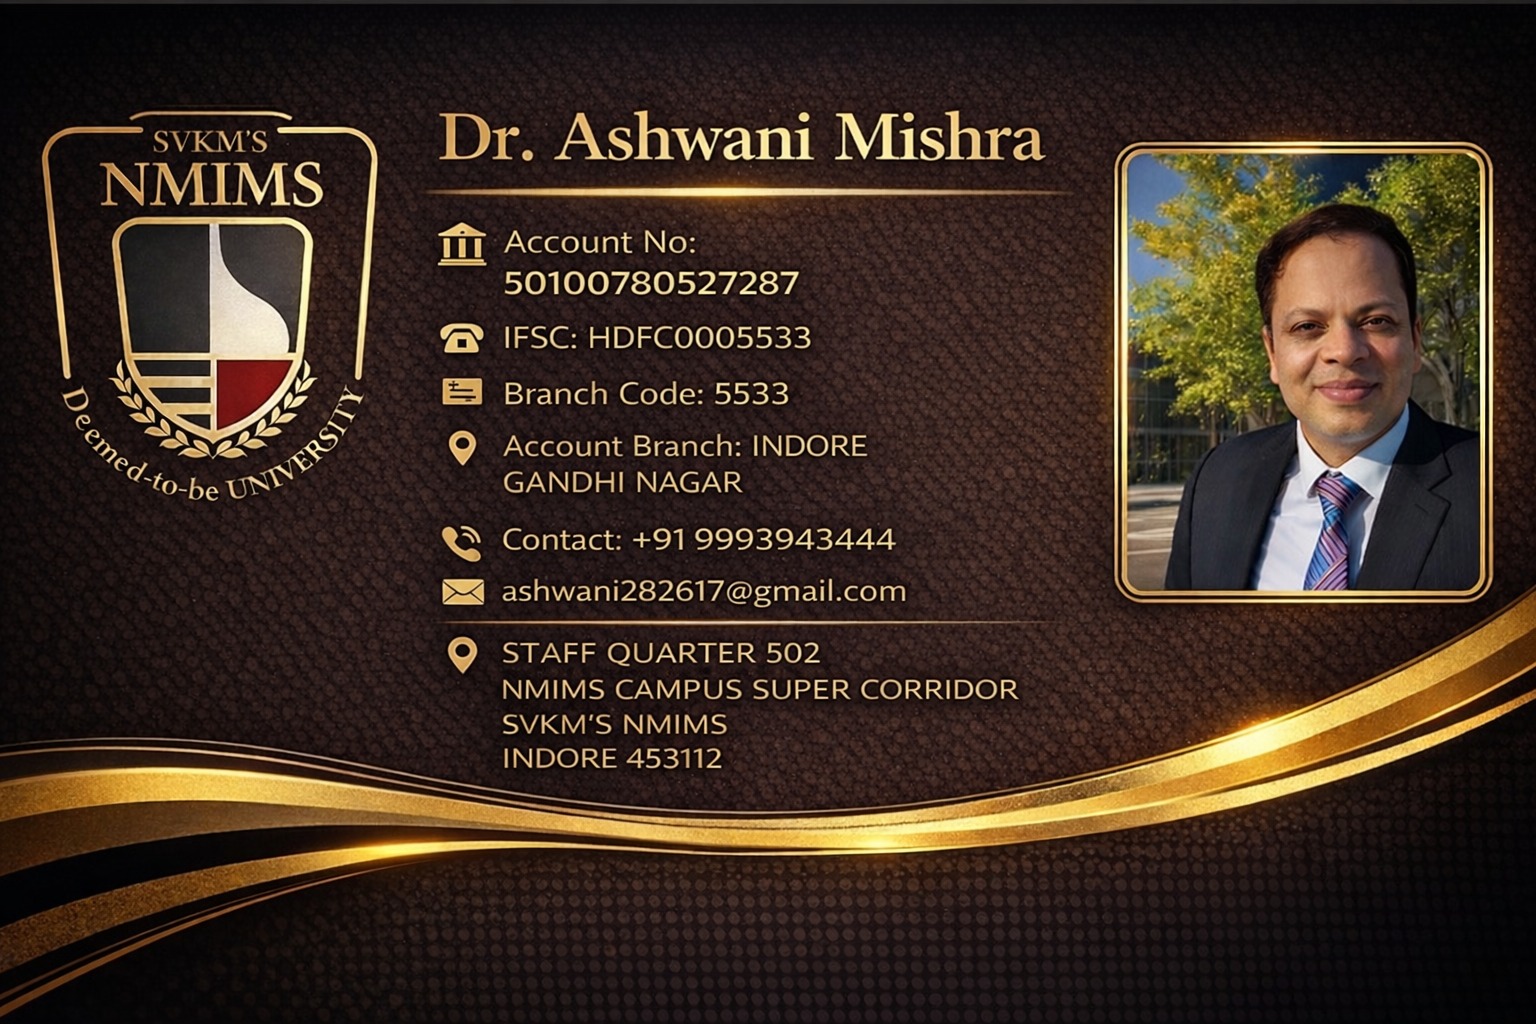 SVKM'S
NMIMS
Deemed-to-be UNIVERSITY
Dr. Ashwani Mishra
Account No:
50100780527287
IFSC: HDFC0005533
Branch Code: 5533
Account Branch: INDORE
GANDHI NAGAR
Contact: +91 9993943444
ashwani282617@gmail.com
STAFF QUARTER 502
NMIMS CAMPUS SUPER CORRIDOR
SVKM'S NMIMS
INDORE 453112